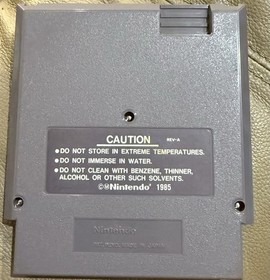 CAUTION REV-A
•DO NOT STORE IN EXTREME TEMPERATURES.
•DO NOT IMMERSE IN WATER.
•DO NOT CLEAN WITH BENZENE, THINNER,
ALCOHOL OR OTHER SUCH SOLVENTS.
©ⓂNintendo® 1985
Nintendo